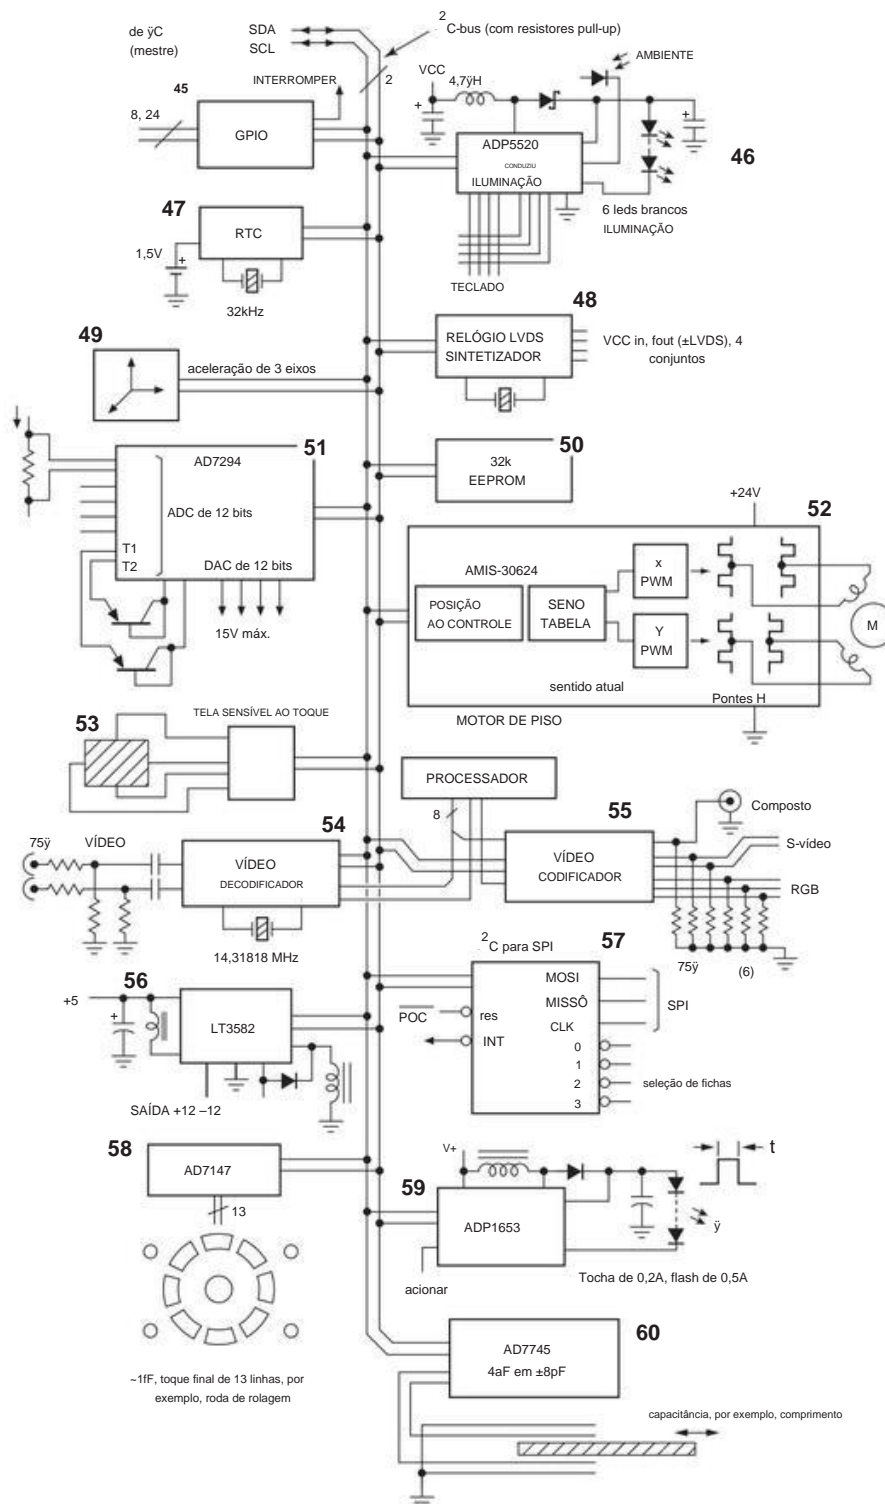 2
C-bus (com resistores pull-up)
de ÿC
(mestre)
SDA
SCL
2
INTERROMPER
45
8, 24
GPIO
VCC
4,7ÿH
AMBIENTE
+
+
ADP5520
CONDUZIU
ILUMINAÇÃO
46
6 leds brancos
ILUMINAÇÃO
TECLADO
47
RTC
1,5V
+
32kHz
48
RELÓGIO LVDS
SINTETIZADOR
VCC in, fout (±LVDS), 4
conjuntos
49
aceleração de 3 eixos
50
32k
EEPROM
51
AD7294
ADC de 12 bits
T1
T2
DAC de 12 bits
15V máx.
+24V
52
AMIS-30624
POSIÇÃO
AO CONTROLE
SENO
TABELA
x
PWM
Y
PWM
M
sentido atual
Pontes H
MOTOR DE PISO
53
TELA SENSÍVEL AO TOQUE
PROCESSADOR
8
54
75ÿ
VÍDEO
VÍDEO
DECODIFICADOR
14,31818 MHz
55
VÍDEO
CODIFICADOR
Composto
S-vídeo
RGB
75ÿ
(6)
56
+5
+
LT3582
SAÍDA +12 –12
2
C para SPI
57
MOSI
MISSÔ
CLK
SPI
POC
res
INT
0
1
2
3
seleção de fichas
58
AD7147
13
~1fF, toque final de 13 linhas, por
exemplo, roda de rolagem
V+
59
ADP1653
acionar
t
ÿ
Tocha de 0,2A, flash de 0,5A
60
AD7745
4aF em ±8pF
capacitância, por exemplo, comprimento